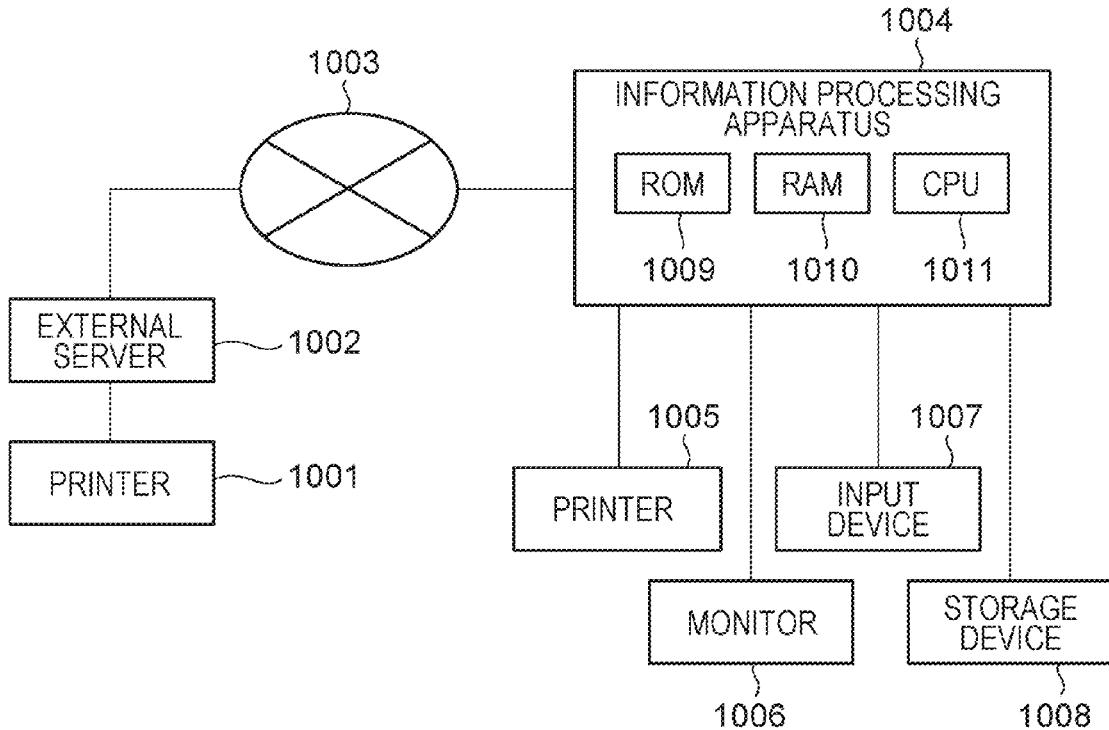 1004
1003
INFORMATION PROCESSING
APPARATUS
ROM
RAM
CPU
1009
1010
1011
EXTERNAL
SERVER
1002
PRINTER
1001
1005
1007
PRINTER
INPUT
DEVICE
MONITOR
STORAGE
DEVICE
1006
1008